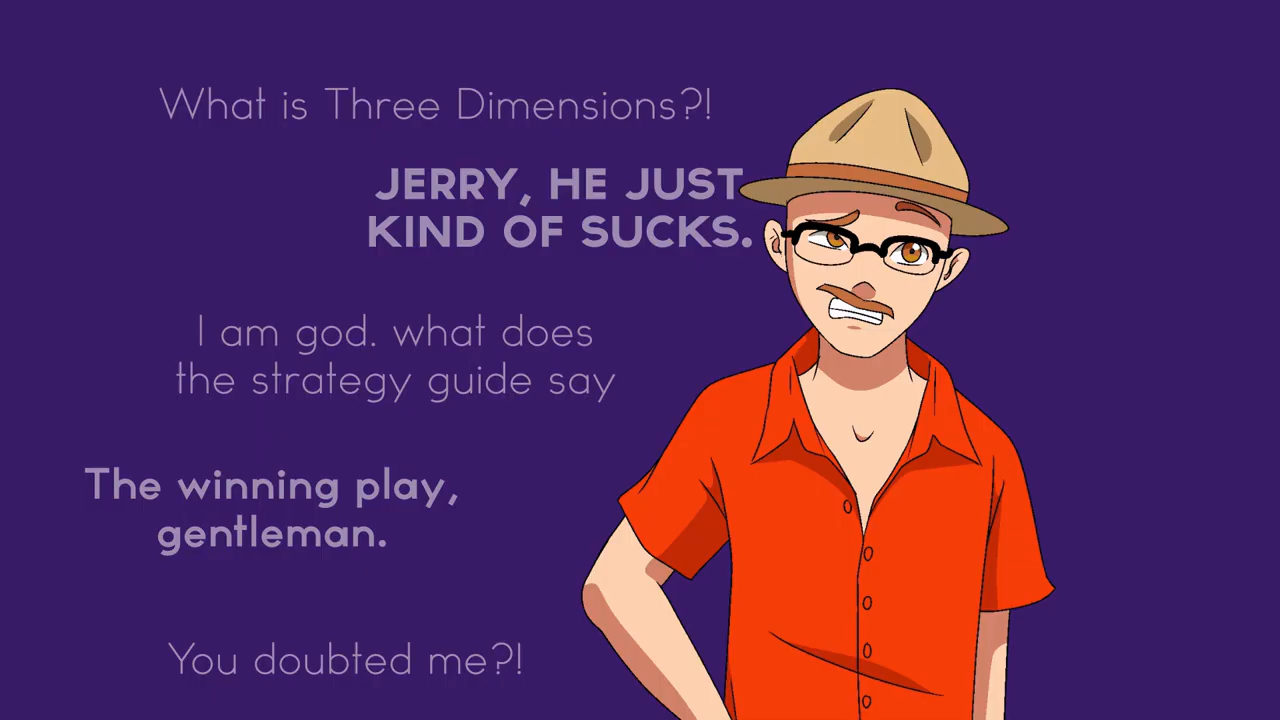 What is Three Dimensions?!
JERRY, HE JUST
KIND OF SUCKS.
I am god. what does
the strategy guide say
The winning play,
gentleman.
You doubted me?!